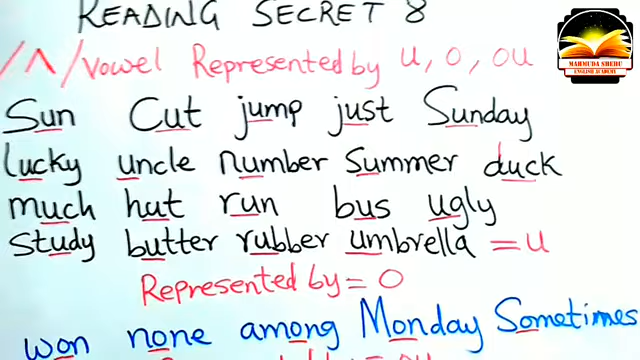 READING SECRET 8
MAHMUDA SHEHU
ENGLISH ACADEMY
/Λ/vowel Represented by u, o, ou
Sun Cut jump just Sunday
lucky uncle number summer duck
much hut run bus ugly
study butter rubber umbrella = u
Represented by = o
won none among Monday Sometimes